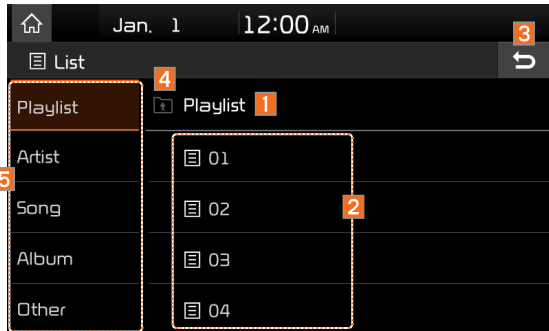 Jan. 1 12:00 AM
3
List
4
Playlist
Playlist 1
Artist
01
5
Song
02
2
Album
03
Other
04